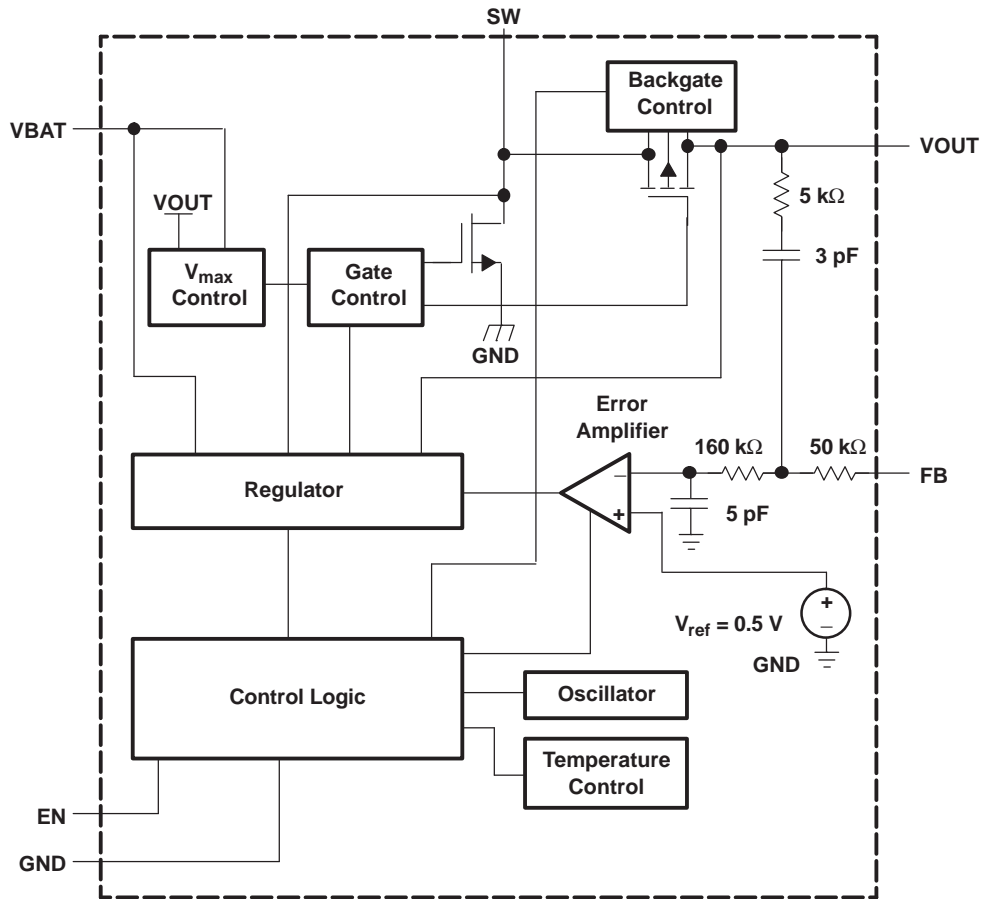 SW
Backgate
Control
VBAT
VOUT
VOUT
5 kΩ
3 pF
Vmax
Control
Gate
Control
GND
Error
Amplifier
160 kΩ
50 kΩ
FB
Regulator
−
+
5 pF
+
−
Vref = 0.5 V
GND
Control Logic
Oscillator
Temperature
Control
EN
GND